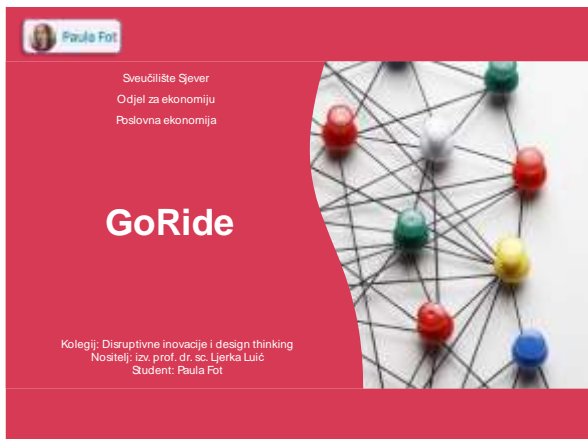 Paula Fot
Sveučilište Sjever
Odjel za ekonomiju
Poslovna ekonomija
GoRide
Kolegij: Disruptivne inovacije i design thinking
Nositelj: izv. prof. dr. sc. Ljerka Luić
Student: Paula Fot